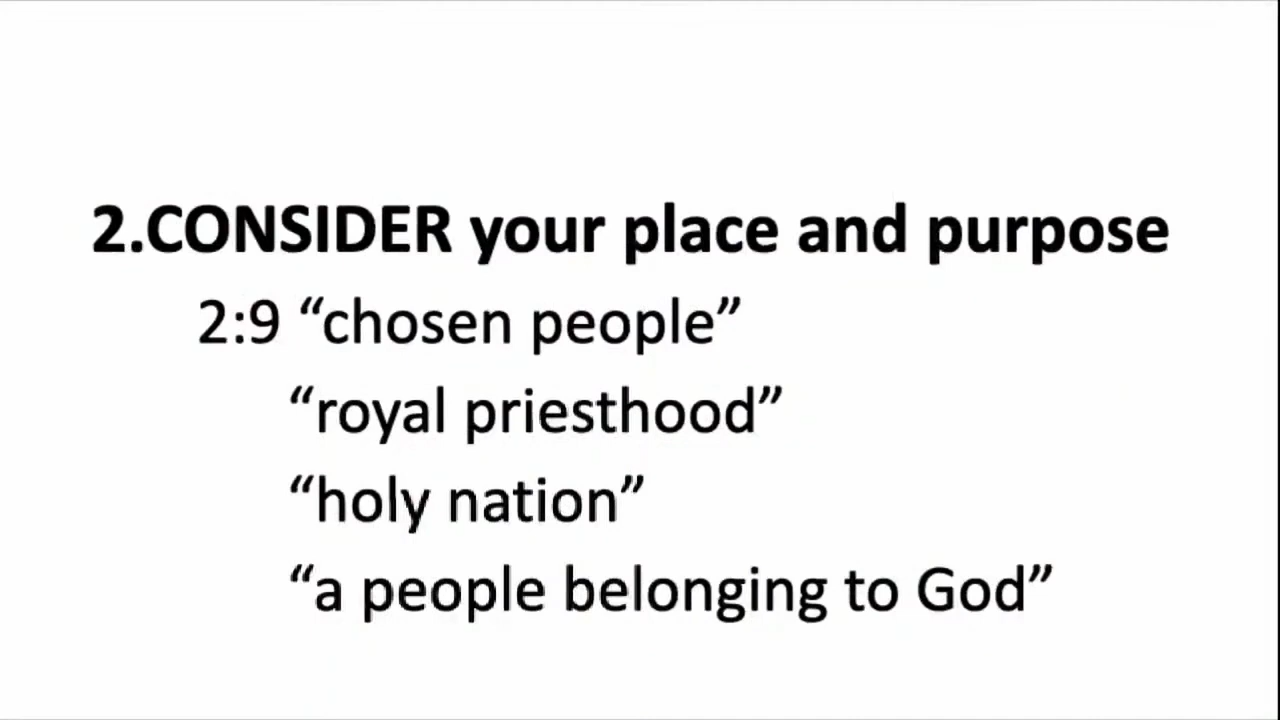 2.CONSIDER your place and purpose
2:9 “chosen people”
“royal priesthood”
“holy nation”
“a people belonging to God”